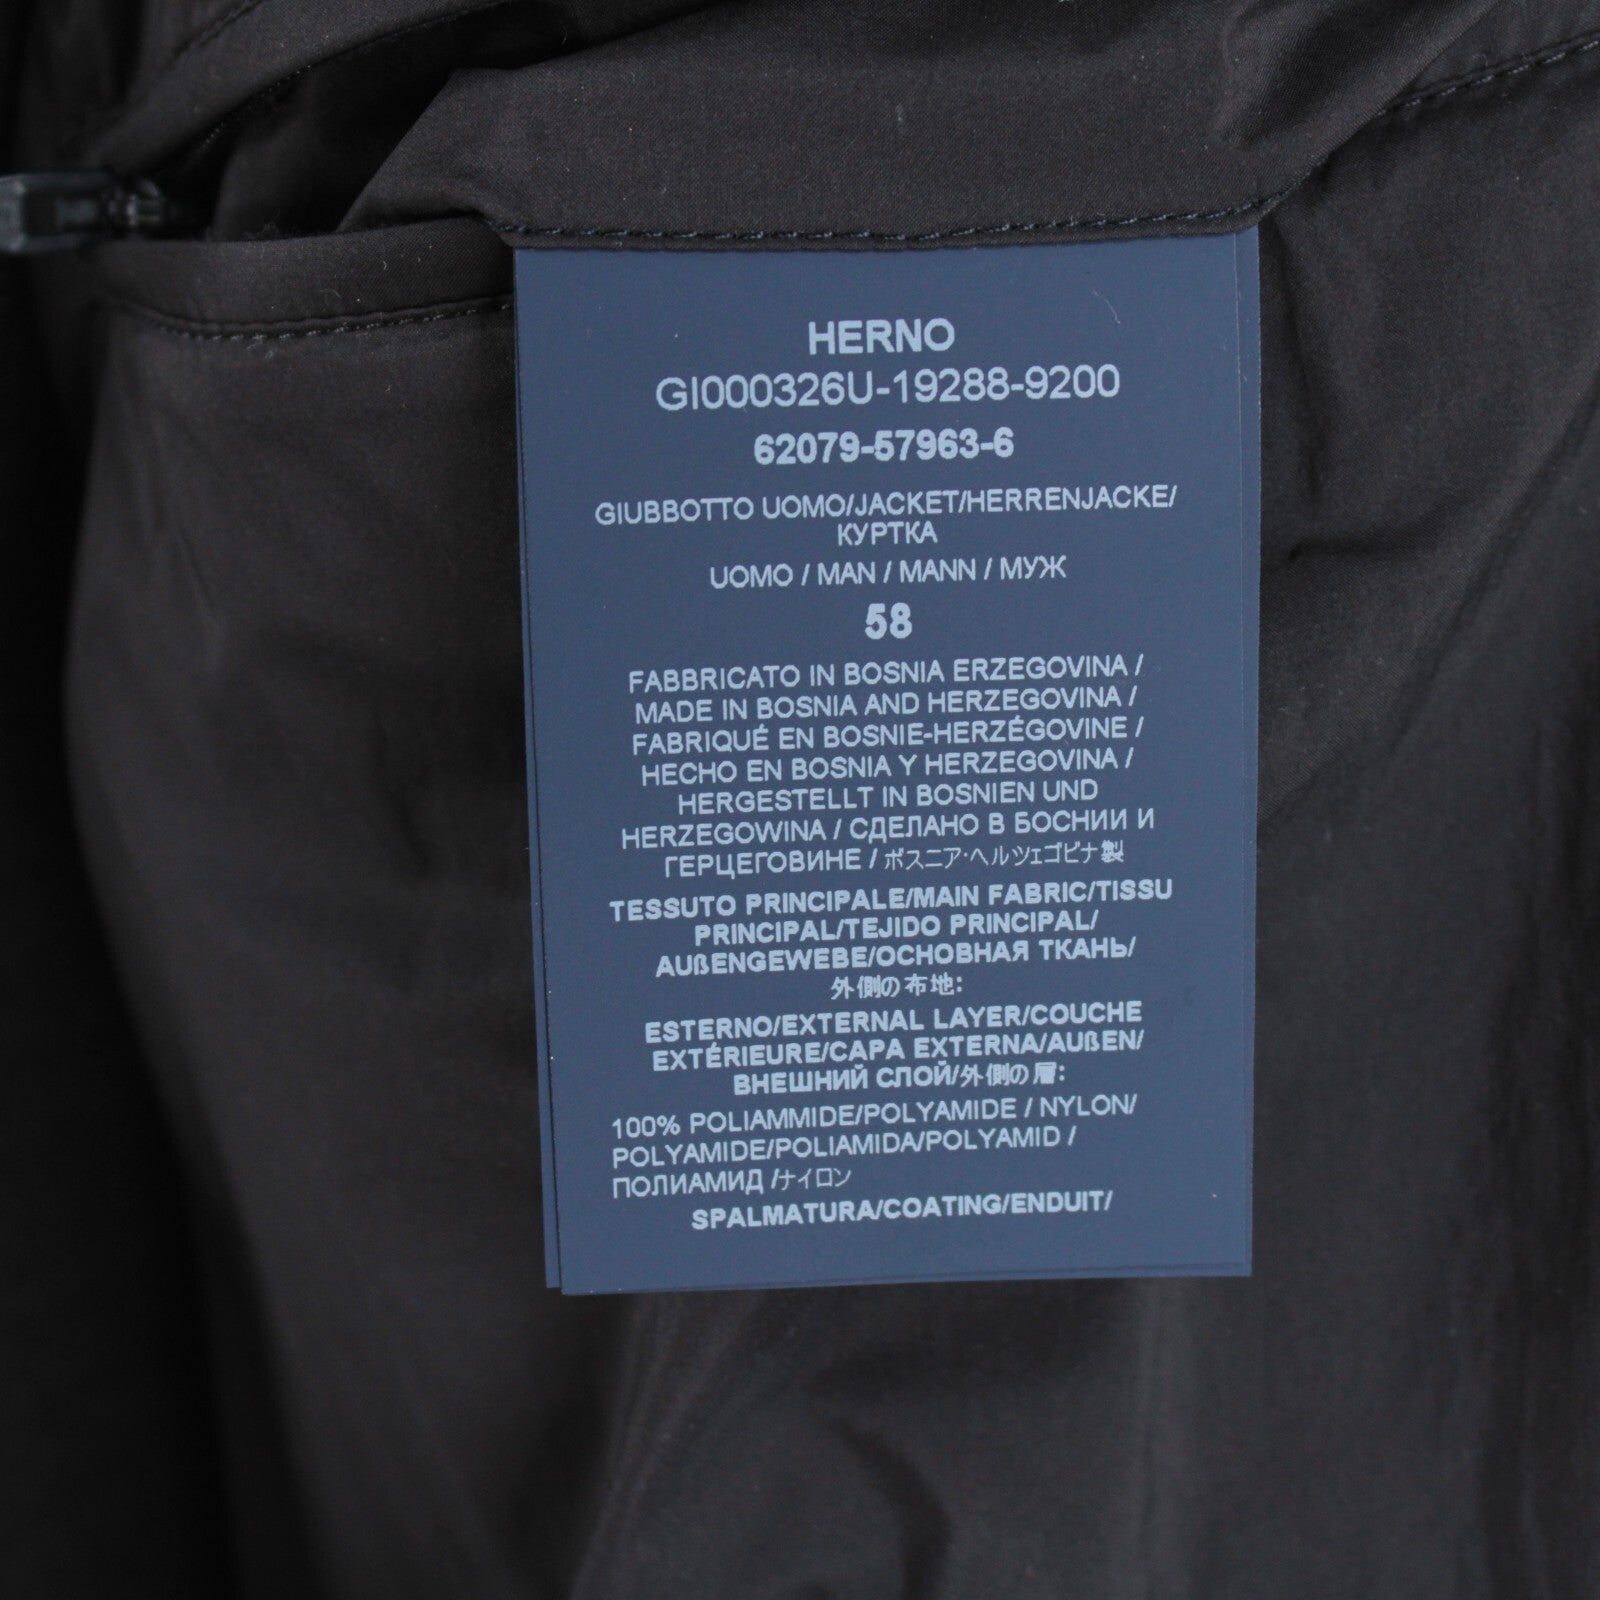 HERNO
GI000326U-19288-9200
62079-57963-6
GIUBBOTTO UOMO/JACKET/HERRENJACKE/
КУРТКА
UOMO / MAN / MANN / МУЖ
58
FABBRICATO IN BOSNIA ERZEGOVINA /
MADE IN BOSNIA AND HERZEGOVINA /
FABRIQUÉ EN BOSNIE-HERZÉGOVINE /
HECHO EN BOSNIA Y HERZEGOVINA /
HERGESTELLT IN BOSNIEN UND
HERZEGOWINA / СДЕЛАНО В БОСНИИ И
ГЕРЦЕГОВИНЕ / ボスニア・ヘルツェゴビナ製
TESSUTO PRINCIPALE/MAIN FABRIC/TISSU
PRINCIPAL/TEJIDO PRINCIPAL/
AUßENGEWEBE/ОСНОВНАЯ ТКАНЬ/
外側の布地:
ESTERNO/EXTERNAL LAYER/COUCHE
EXTÉRIEURE/CAPA EXTERNA/AUßEN/
ВНЕШНИЙ СЛОЙ/外側の層:
100% POLIAMMIDE/POLYAMIDE / NYLON/
POLYAMIDE/POLIAMIDA/POLYAMID /
ПОЛИАМИД /ナイロン
SPALMATURA/COATING/ENDUIT/